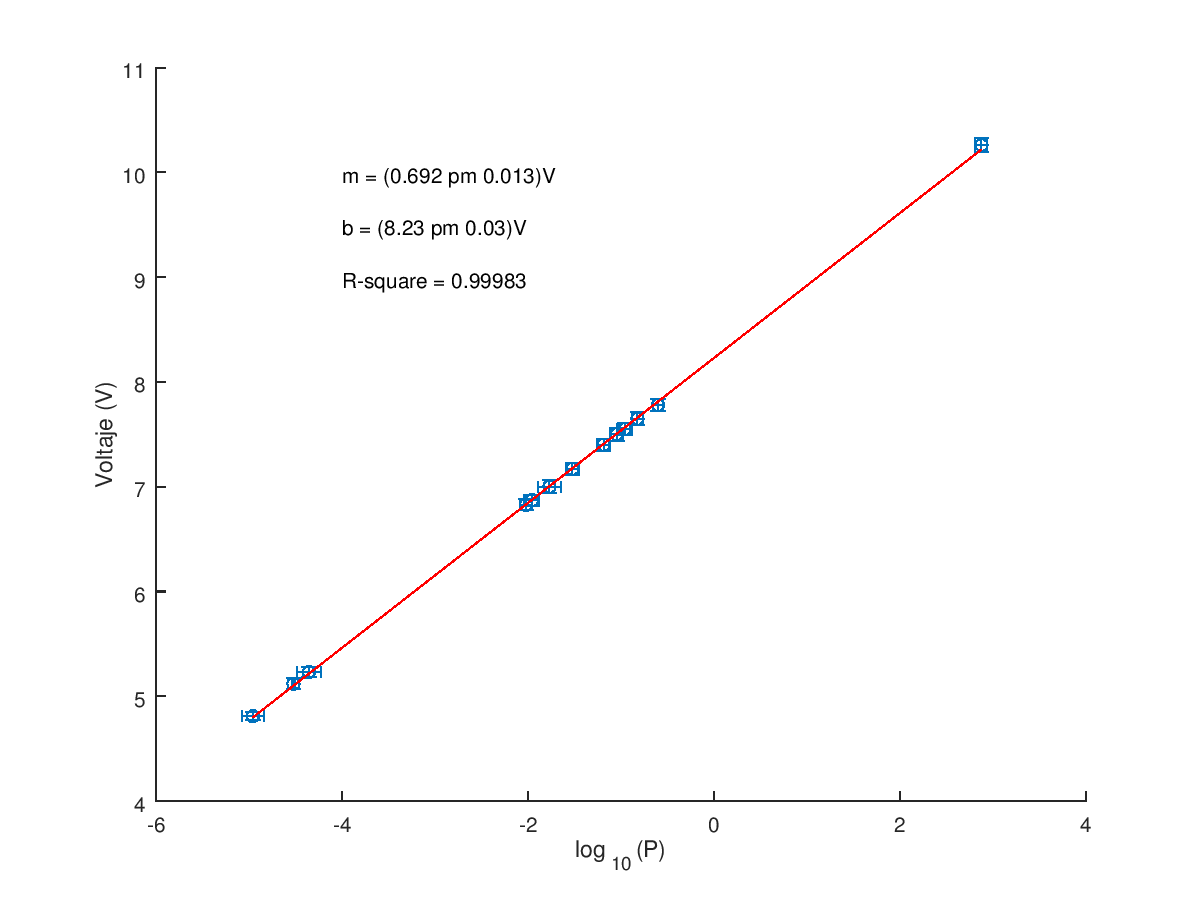 11
10
9
8
7
6
5
4
Voltaje (V)
m = (0.692 pm 0.013)V
b = (8.23 pm 0.03)V
R-square = 0.99983
-6 -4 -2 0 2 4
log 10 (P)